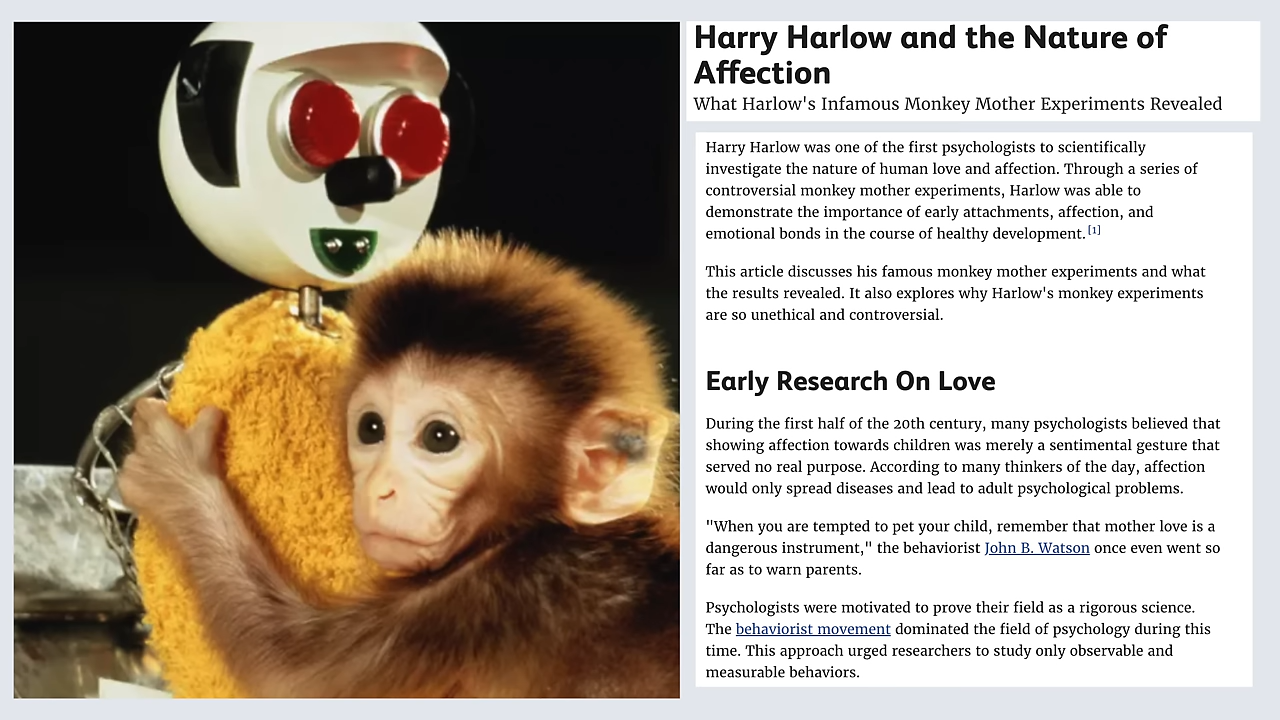 Harry Harlow and the Nature of
Affection
What Harlow's Infamous Monkey Mother Experiments Revealed
Harry Harlow was one of the first psychologists to scientifically
investigate the nature of human love and affection. Through a series of
controversial monkey mother experiments, Harlow was able to
demonstrate the importance of early attachments, affection, and
emotional bonds in the course of healthy development.[1]
This article discusses his famous monkey mother experiments and what
the results revealed. It also explores why Harlow's monkey experiments
are so unethical and controversial.
Early Research On Love
During the first half of the 20th century, many psychologists believed that
showing affection towards children was merely a sentimental gesture that
served no real purpose. According to many thinkers of the day, affection
would only spread diseases and lead to adult psychological problems.
"When you are tempted to pet your child, remember that mother love is a
dangerous instrument," the behaviorist John B. Watson once even went so
far as to warn parents.
Psychologists were motivated to prove their field as a rigorous science.
The behaviorist movement dominated the field of psychology during this
time. This approach urged researchers to study only observable and
measurable behaviors.